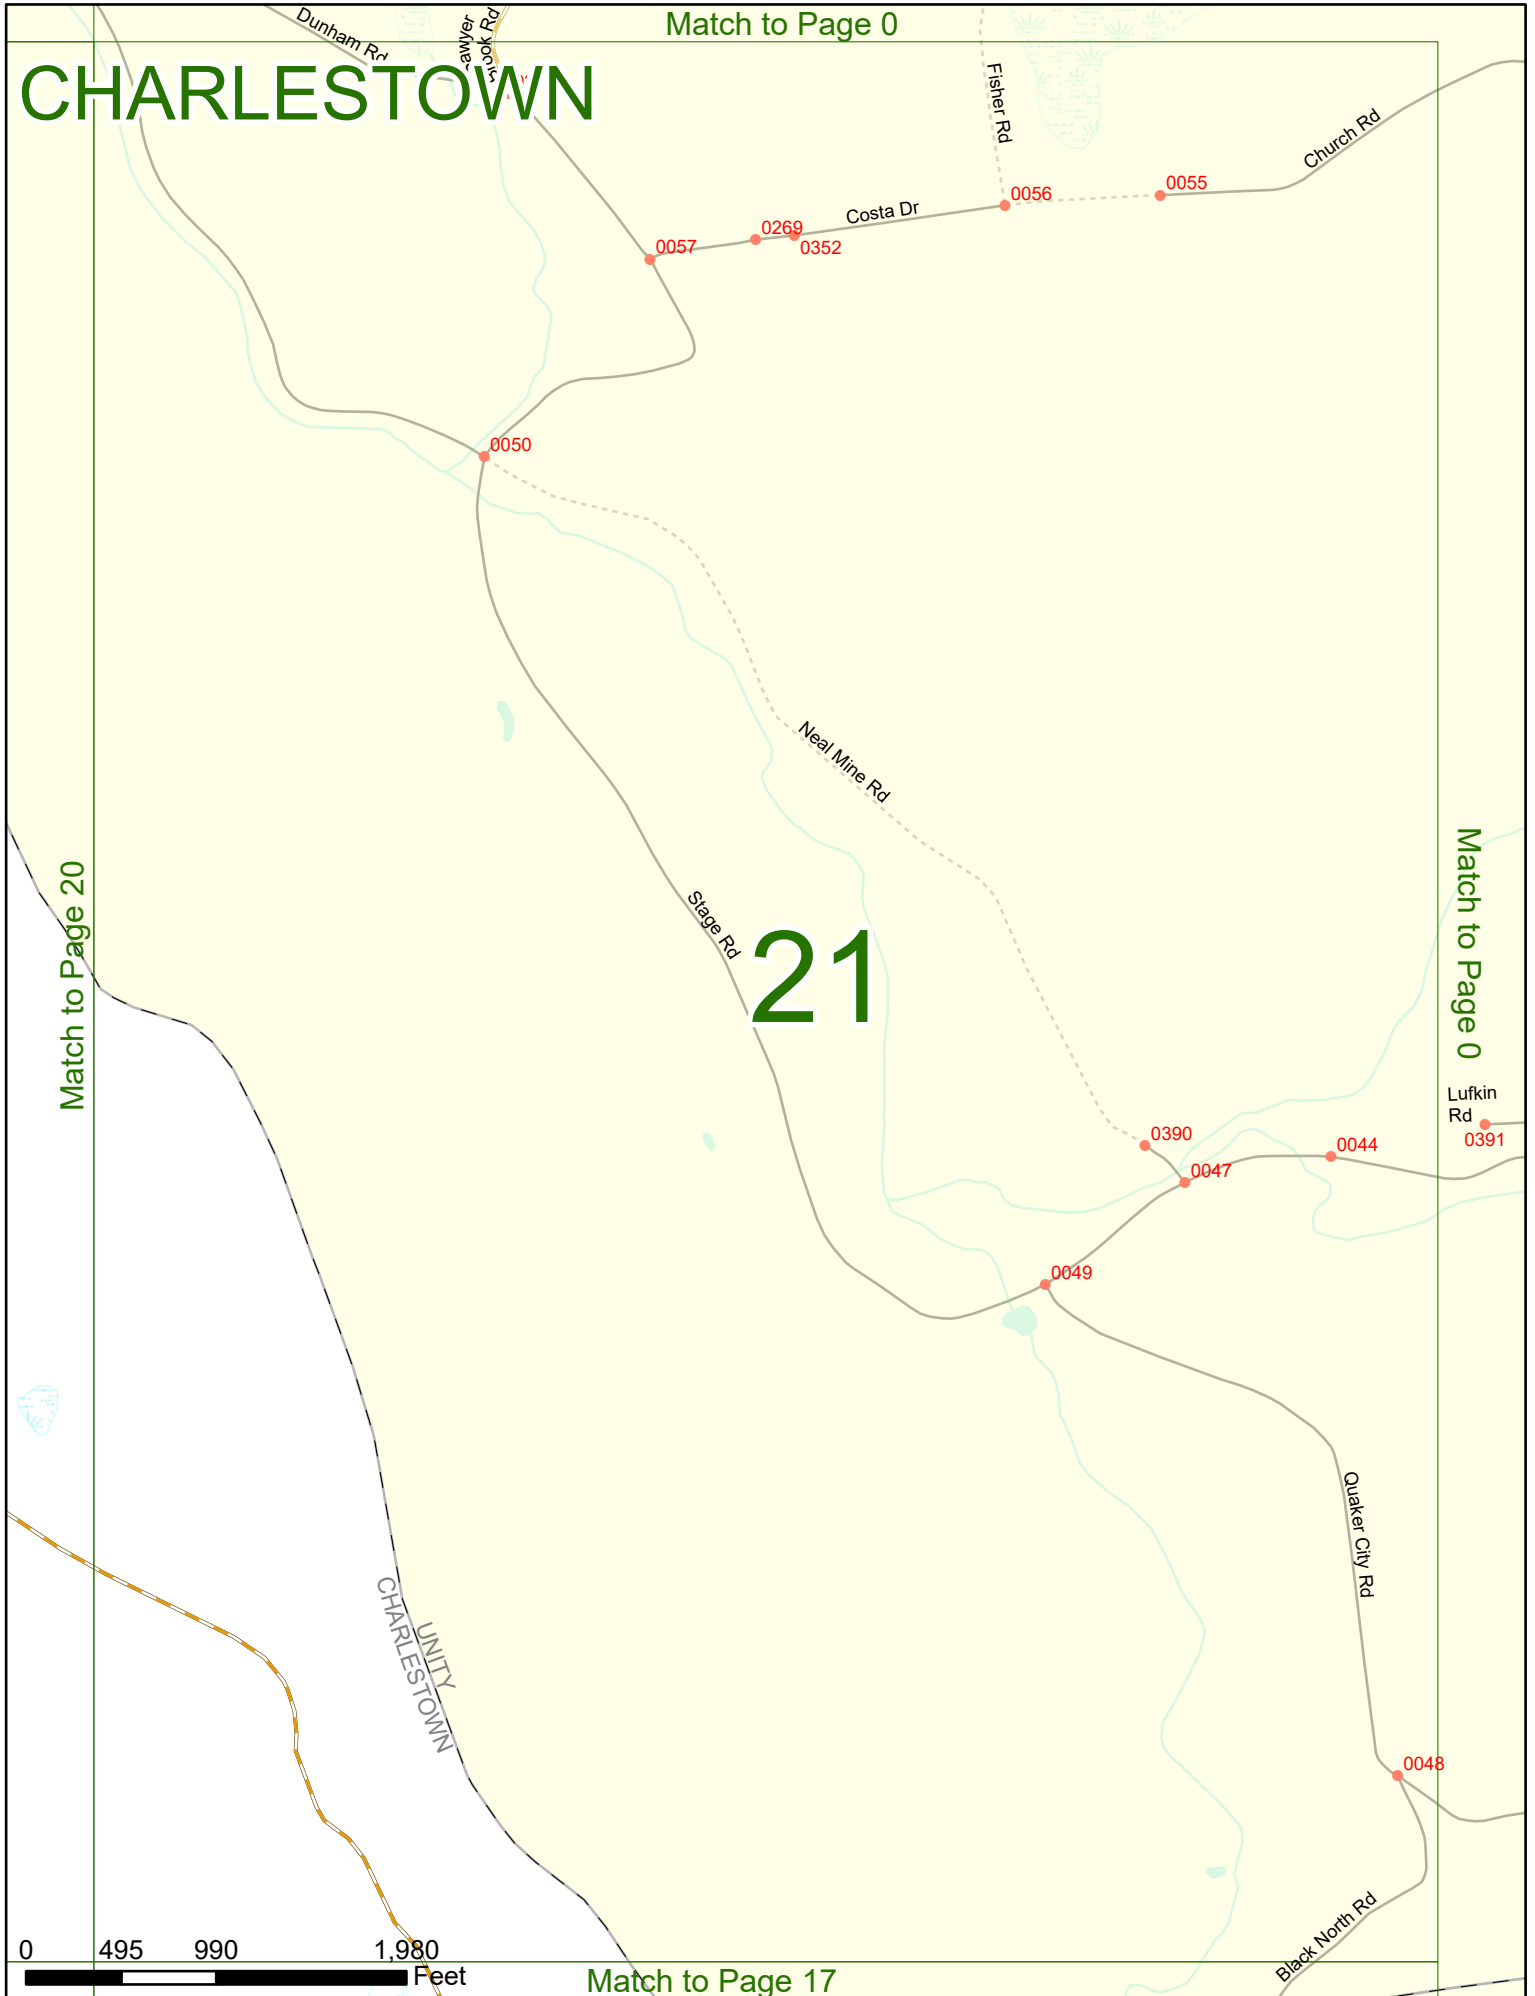 Match to Page 0
Dunham Rd
CHARLESTOWN
Fisher Rd
Church Rd
0055
0056
Costa Dr
0269
0352
0057
0050
Neal Mine Rd
Stage Rd
21
Match to Page 20
Match to Page 0
Lufkin
Rd
0391
0390
0044
0047
0049
Quaker City Rd
UNITY
CHARLESTOWN
0048
Black North Rd
0 495 990 1,980
Feet
Match to Page 17